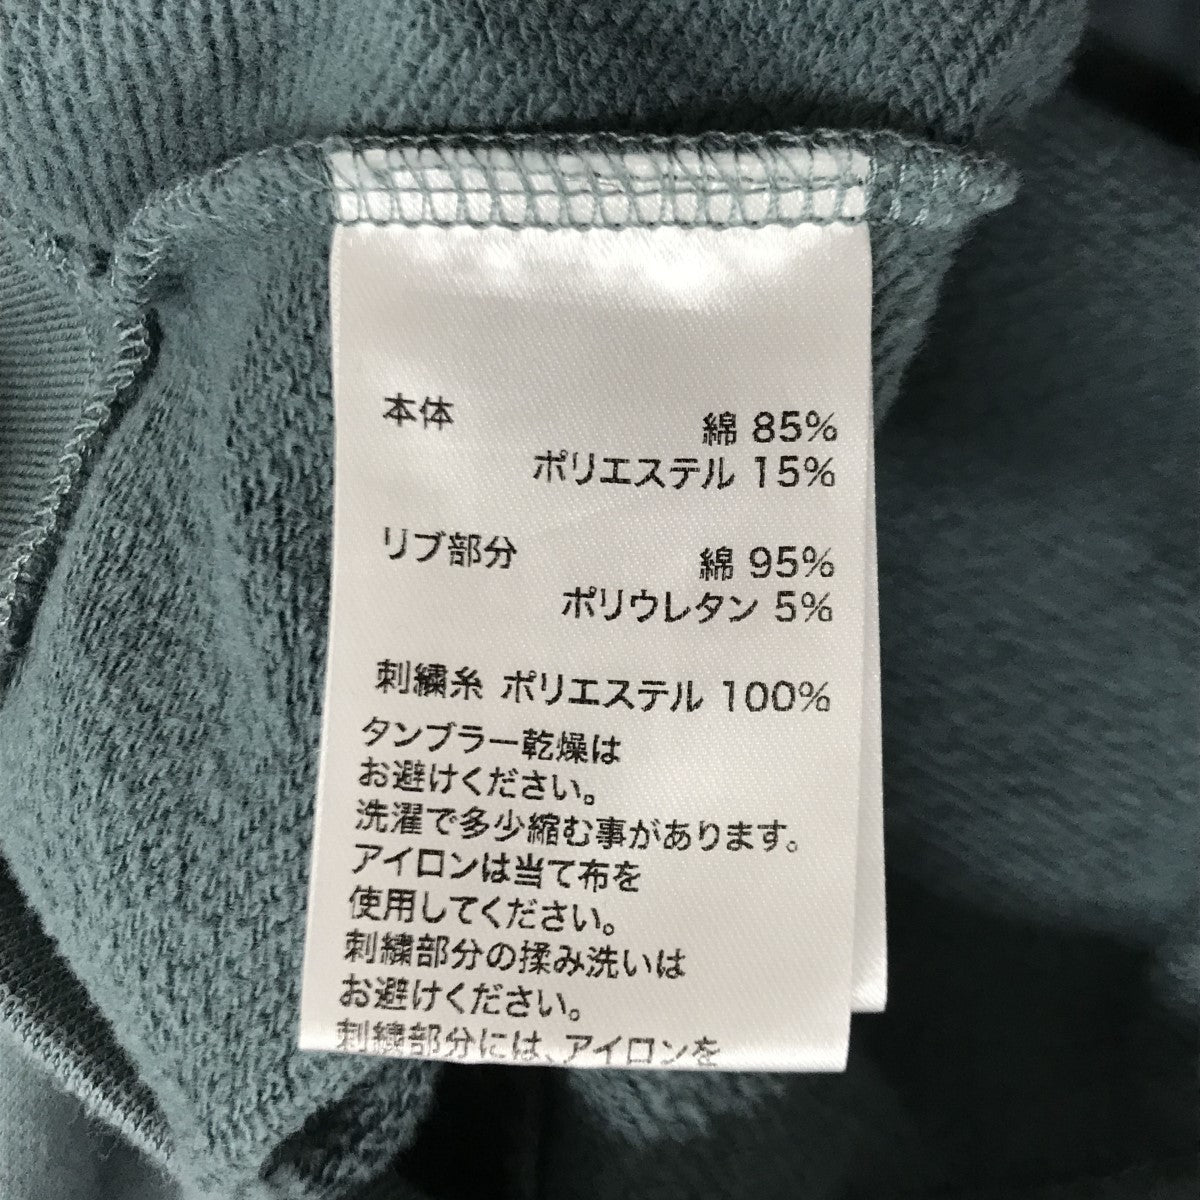 本体
綿 85%
ポリエステル 15%
リブ部分
綿 95%
ポリウレタン 5%
刺繍糸 ポリエステル 100%
タンブラー乾燥は
お避けください。
洗濯で多少縮む事があります。
アイロンは当て布を
使用してください。
刺繍部分の揉み洗いは
お避けください。
刺繍部分には、アイロンを